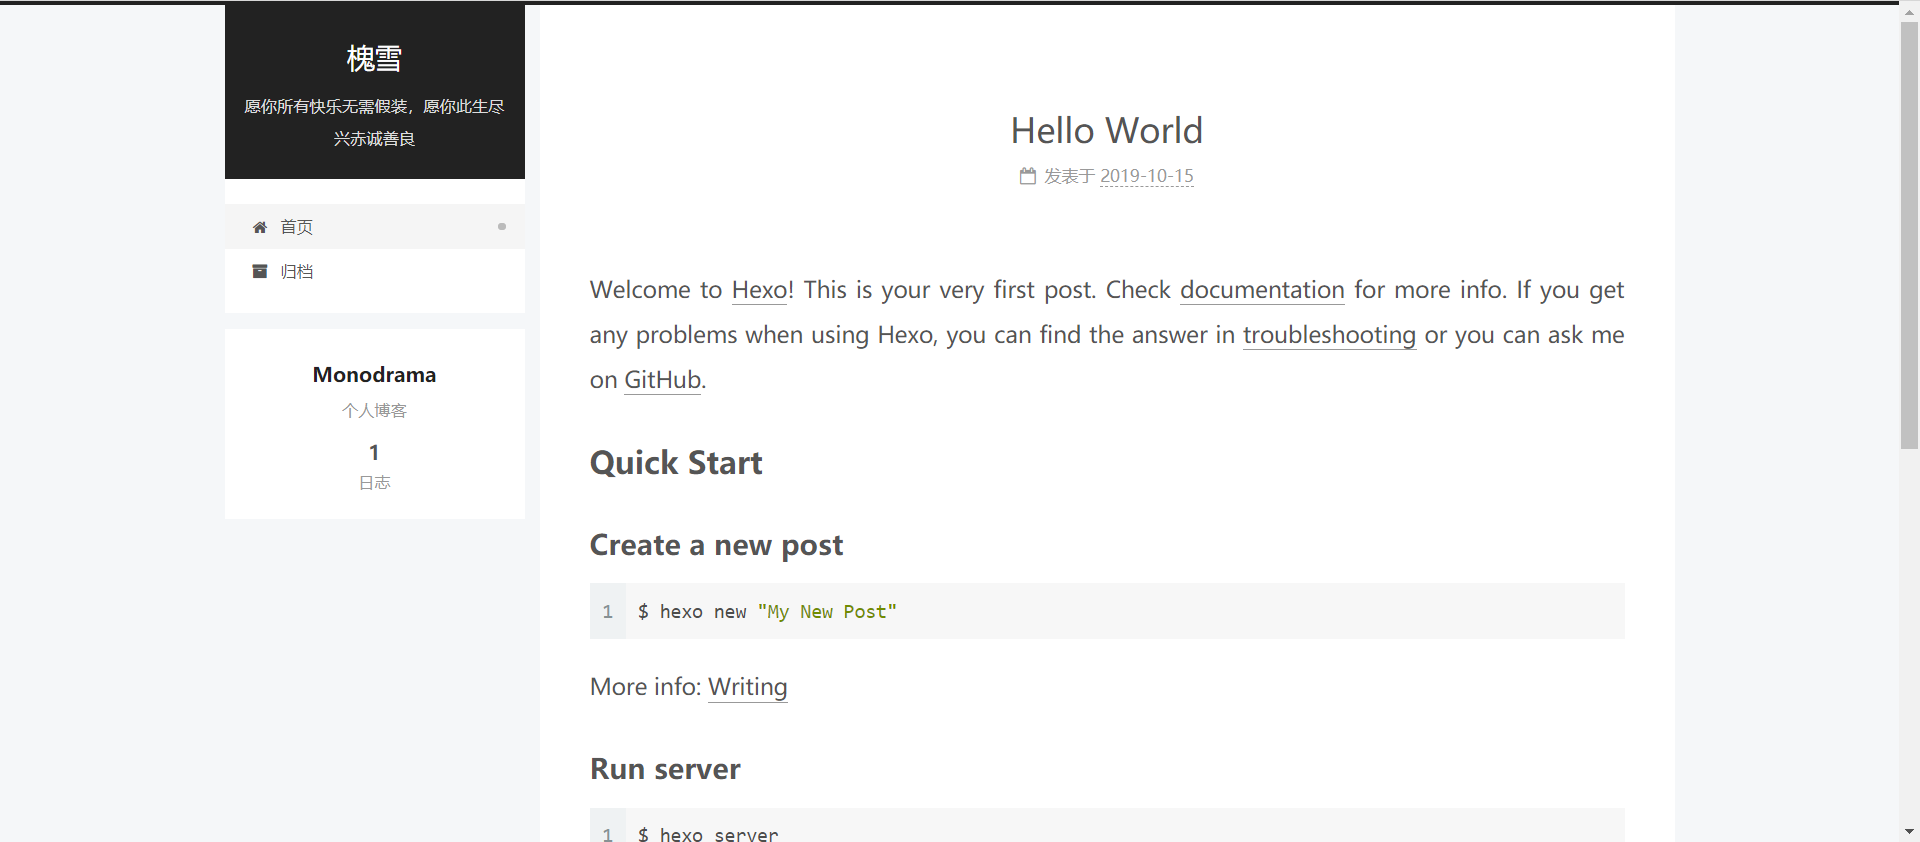 槐雪
愿你所有快乐无需假装，愿你此生尽
兴赤诚善良
首页
归档
Monodrama
个人博客
1
日志
Hello World
发表于 2019-10-15
Welcome to Hexo! This is your very first post. Check documentation for more info. If you get
any problems when using Hexo, you can find the answer in troubleshooting or you can ask me
on GitHub.
Quick Start
Create a new post
1 $ hexo new "My New Post"
More info: Writing
Run server
1 $ hexo server